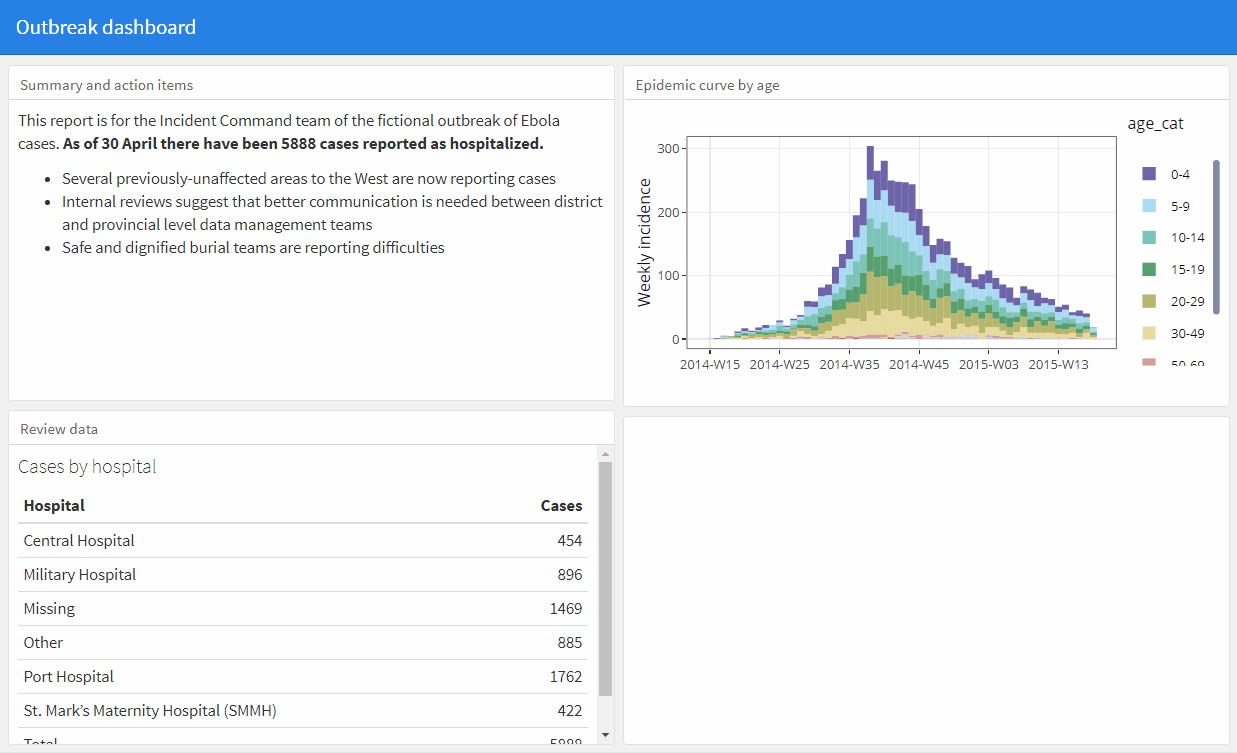 Outbreak dashboard
Summary and action items
This report is for the Incident Command team of the fictional outbreak of Ebola
cases. As of 30 April there have been 5888 cases reported as hospitalized.
• Several previously-unaffected areas to the West are now reporting cases
• Internal reviews suggest that better communication is needed between district
and provincial level data management teams
• Safe and dignified burial teams are reporting difficulties
Review data
Cases by hospital
Hospital Cases
Central Hospital 454
Military Hospital 896
Missing 1469
Other 885
Port Hospital 1762
St. Mark's Maternity Hospital (SMMH) 422
Total 5888
Epidemic curve by age
age_cat
0-4
5-9
10-14
15-19
20-29
30-49
50-69
Weekly incidence
300
200
100
0
2014-W15 2014-W25 2014-W35 2014-W45 2015-W03 2015-W13